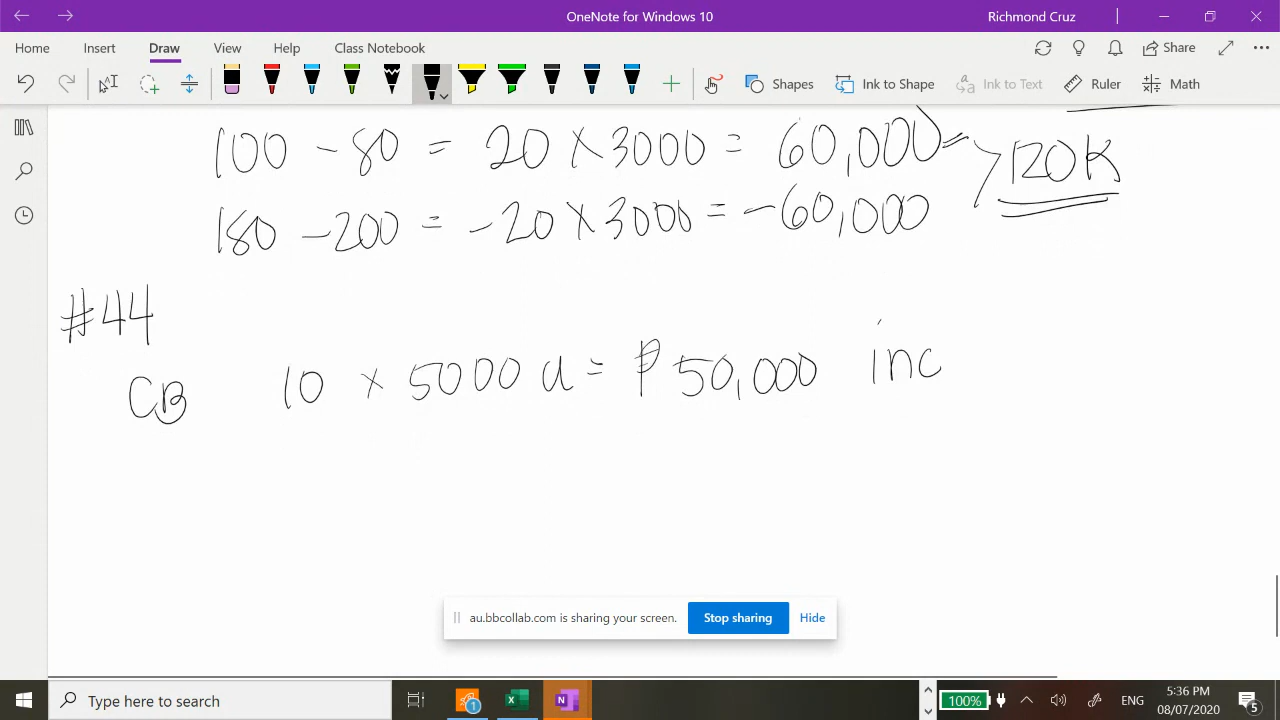 OneNote for Windows 10
Richmond Cruz
Home Insert Draw View Help Class Notebook Share
Shapes Ink to Shape Ink to Text Ruler Math
100 - 80 = 20 × 3000 = 60,000
120K
180 - 200 = -20 × 3000 = -60,000
#44
CB 10 × 5000 u = ₱50,000 inc
au.bbcollab.com is sharing your screen. Stop sharing Hide
Type here to search
100% ENG 5:36 PM
08/07/2020 5
1